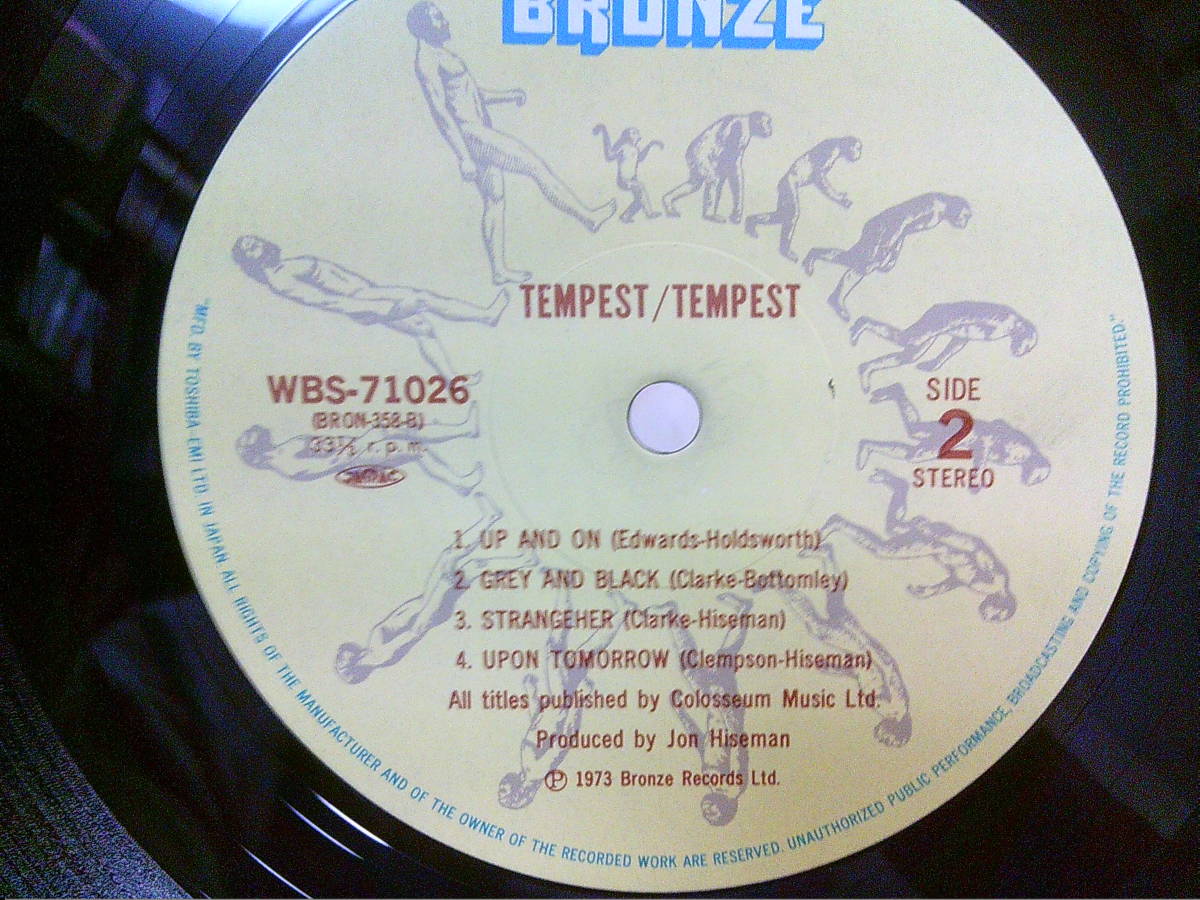 BRONZE
TEMPEST/TEMPEST
WBS-71026
(BRON-358-B)
33⅓ r.p.m.
JASRAC
SIDE
2
STEREO
1. UP AND ON (Edwards-Holdsworth)
2. GREY AND BLACK (Clarke-Bottomley)
3. STRANGEHER (Clarke-Hiseman)
4. UPON TOMORROW (Clempson-Hiseman)
All titles published by Colosseum Music Ltd.
Produced by Jon Hiseman
Ⓟ 1973 Bronze Records Ltd.
"MFD. BY TOSHIBA-EMI LTD. IN JAPAN. ALL RIGHTS OF THE MANUFACTURER AND OF THE OWNER OF THE RECORDED WORK ARE RESERVED. UNAUTHORIZED PUBLIC PERFORMANCE, BROADCASTING AND COPYING OF THE RECORD PROHIBITED."